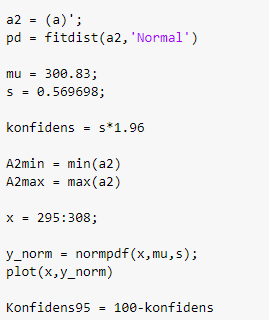 a2 = (a)';
pd = fitdist(a2,'Normal')
mu = 300.83;
s = 0.569698;
konfidens = s*1.96
A2min = min(a2)
A2max = max(a2)
x = 295:308;
y_norm = normpdf(x,mu,s);
plot(x,y_norm)
Konfidens95 = 100-konfidens